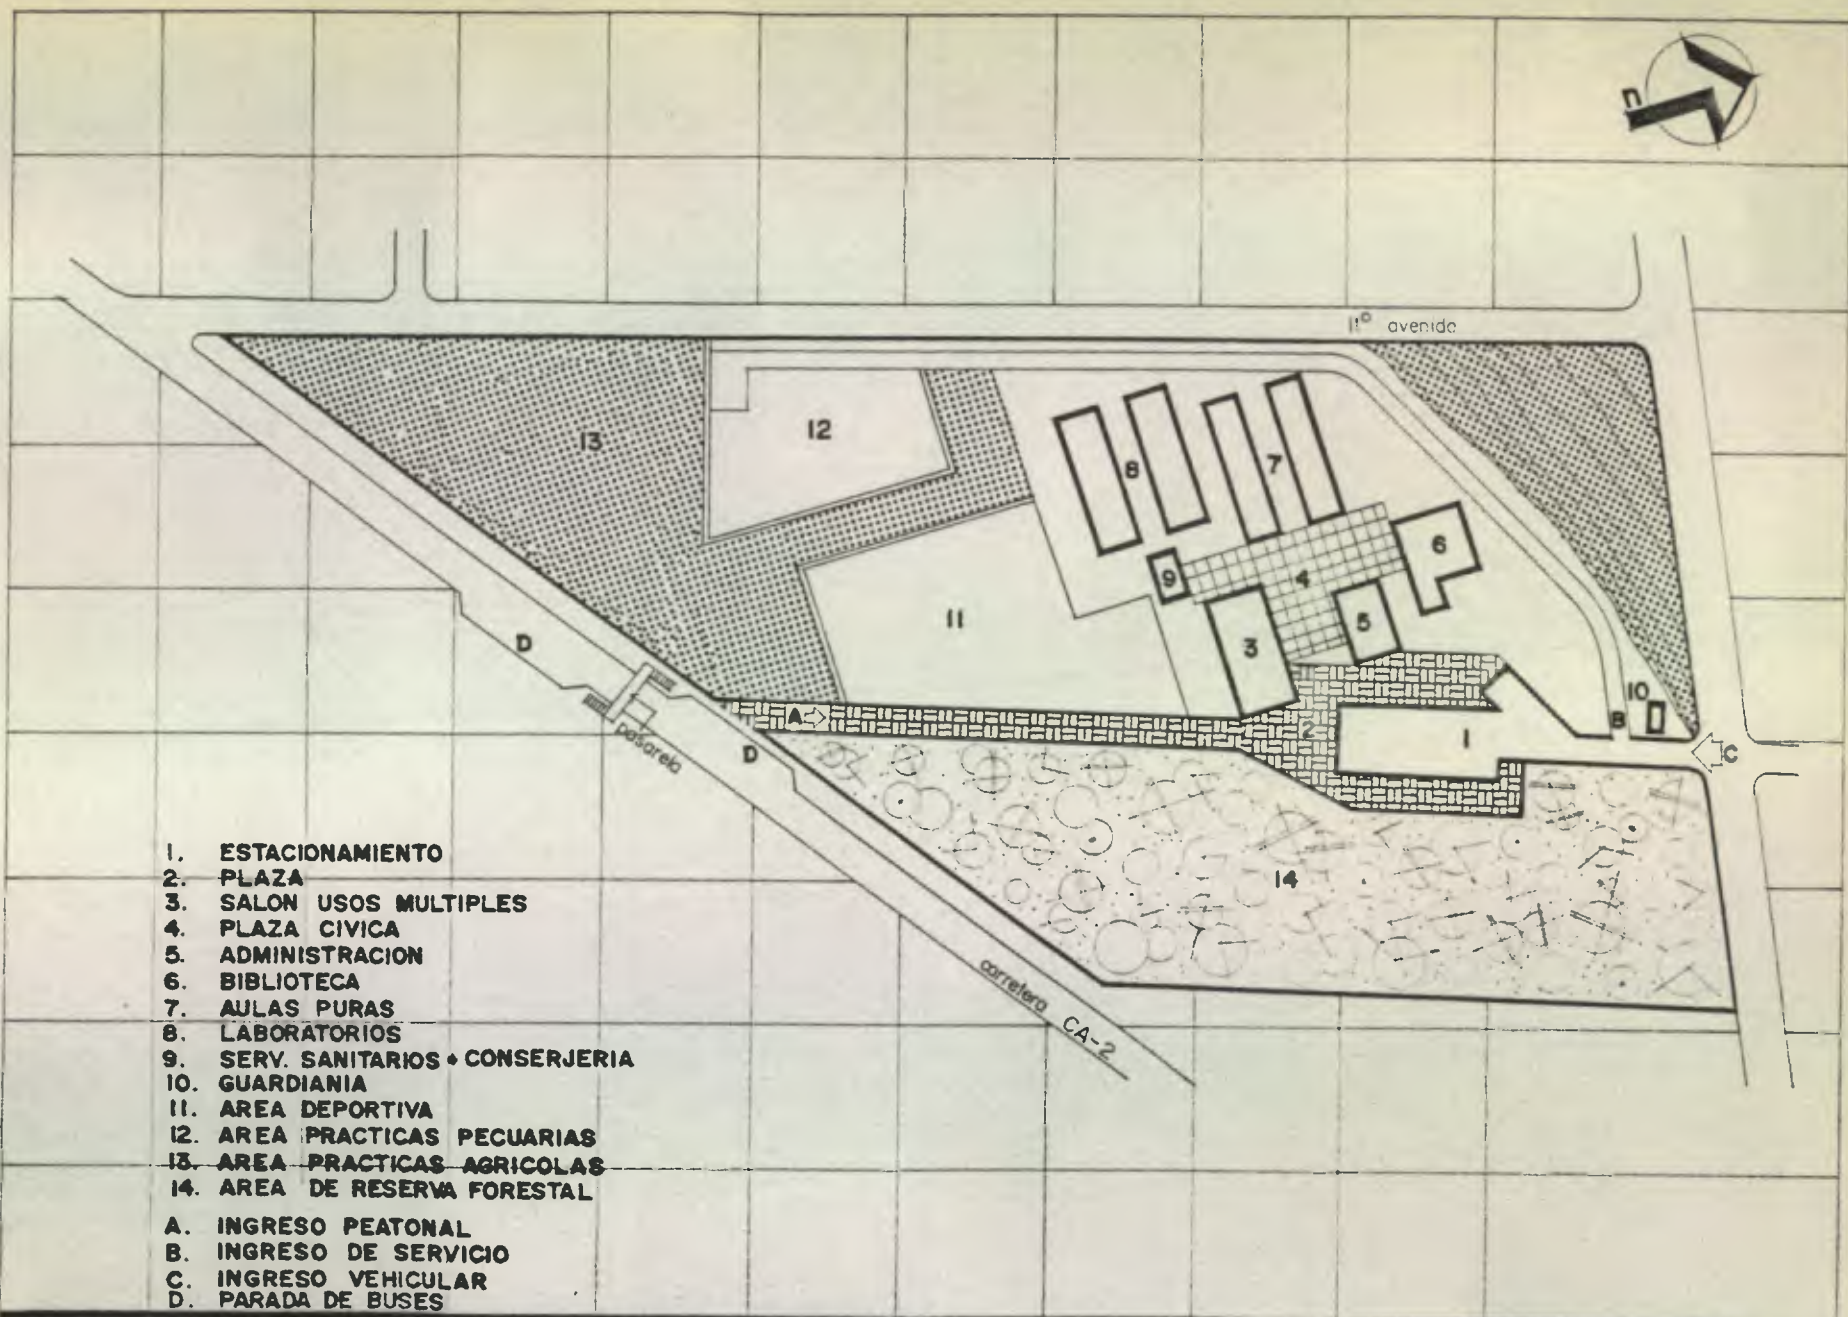 n
11º avenida
13
12
8
7
6
9
4
11
5
3
D
10
A
B
2
1
C
pasarela
D
14
carretera CA-2
1. ESTACIONAMIENTO
2. PLAZA
3. SALON USOS MULTIPLES
4. PLAZA CIVICA
5. ADMINISTRACION
6. BIBLIOTECA
7. AULAS PURAS
8. LABORATORIOS
9. SERV. SANITARIOS + CONSERJERIA
10. GUARDIANIA
11. AREA DEPORTIVA
12. AREA PRACTICAS PECUARIAS
13. AREA PRACTICAS AGRICOLAS
14. AREA DE RESERVA FORESTAL
A. INGRESO PEATONAL
B. INGRESO DE SERVICIO
C. INGRESO VEHICULAR
D. PARADA DE BUSES